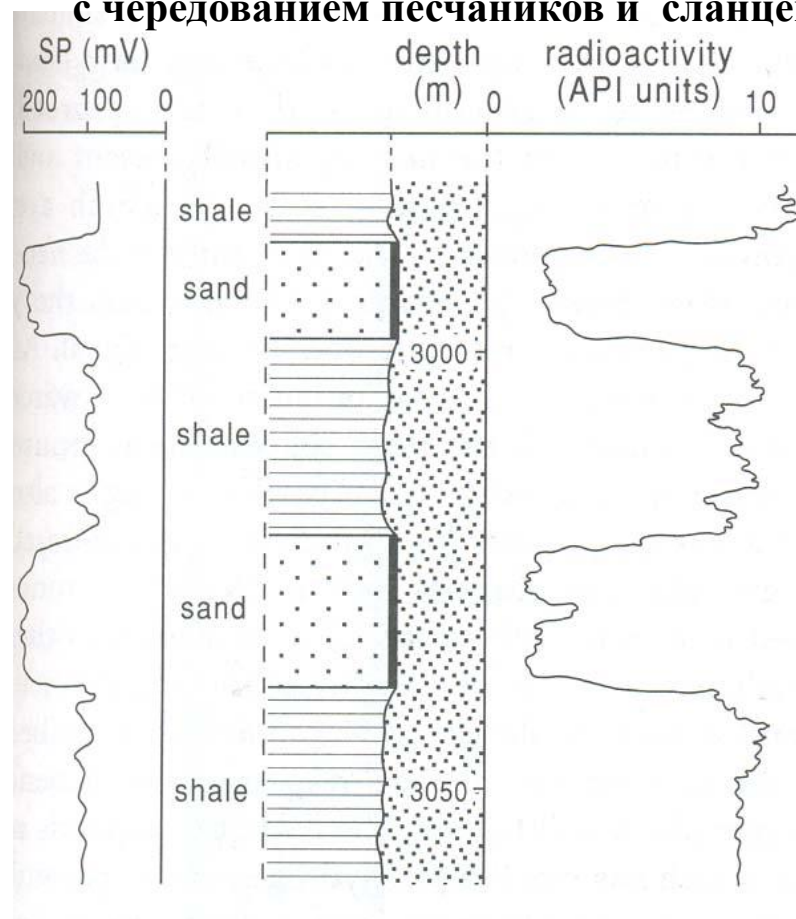 с чередованием песчаников и сланце
SP (mV)
depth
(m)
radioactivity
(API units)
200 100 0
0
10
shale
sand
3000
shale
sand
shale
3050